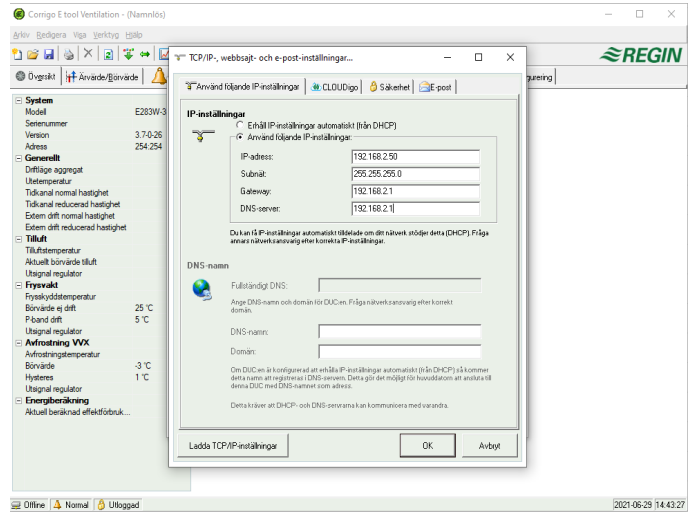 Corrigo E tool Ventilation - (Namnlös)
Arkiv Redigera Visa Verktyg Hjälp
REGIN
Översikt Ärvärde/Börvärde
gurering
System
Modell E283W-3
Serienummer
Version 3.7-0-26
Adress 254:254
Generellt
Driftläge aggregat
Utetemperatur
Tidkanal normal hastighet
Tidkanal reducerad hastighet
Extern drift normal hastighet
Extern drift reducerad hastighet
Tilluft
Tilluftstemperatur
Aktuellt börvärde tilluft
Utsignal regulator
Frysvakt
Frysskyddstemperatur
Börvärde ej drift 25 °C
P-band drift 5 °C
Utsignal regulator
Avfrostning VVX
Avfrostningstemperatur
Börvärde -3 °C
Hysteres 1 °C
Utsignal regulator
Energiberäkning
Aktuell beräknad effektförbruk...
TCP/IP-, webbsajt- och e-post-inställningar...
Använd följande IP-inställningar CLOUDigo Säkerhet E-post
IP-inställningar
Erhåll IP-inställningar automatiskt (från DHCP)
Använd följande IP-inställningar:
IP-adress: 192.168.2.50
Subnät: 255.255.255.0
Gateway: 192.168.2.1
DNS-server: 192.168.2.1
Du kan få IP-inställningar automatiskt tilldelade om ditt nätverk stödjer detta (DHCP). Fråga
annars nätverksansvarig efter korrekta IP-inställningar.
DNS-namn
Fullständigt DNS:
Ange DNS-namn och domän för DUC:en. Fråga nätverksansvarig efter korrekt
domän.
DNS-namn:
Domän:
Om DUC:en är konfigurerad att erhålla IP-inställningar automatiskt (från DHCP) så kommer
detta namn att registreras i DNS-servern. Detta gör det möjligt för huvuddatorn att ansluta till
denna DUC med DNS-namnet som adress.
Detta kräver att DHCP- och DNS-servrarna kan kommunicera med varandra.
Ladda TCP/IP-inställningar OK Avbryt
Offline Normal Utloggad 2021-06-29 14:43:27